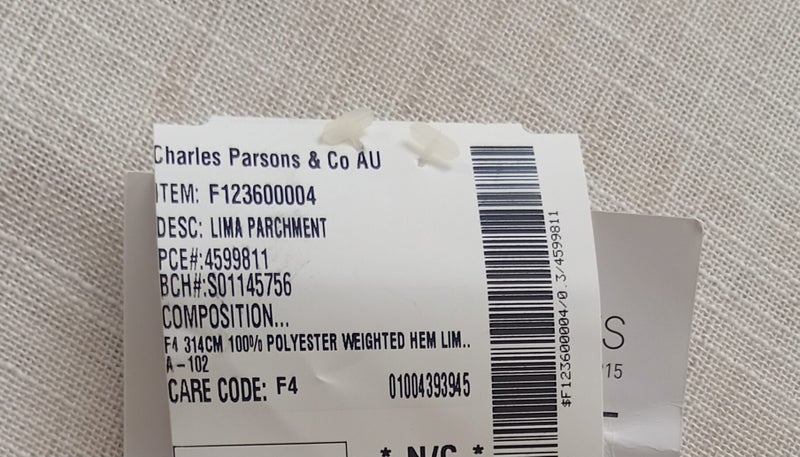 Charles Parsons & Co AU
ITEM: F123600004
DESC: LIMA PARCHMENT
PCE#:4599811
BCH#:S01145756
COMPOSITION...
F4 314CM 100% POLYESTER WEIGHTED HEM LIM..
A-102
CARE CODE: F4 01004393945
* N/C *
$F123600004/0.3/4599811
S
15